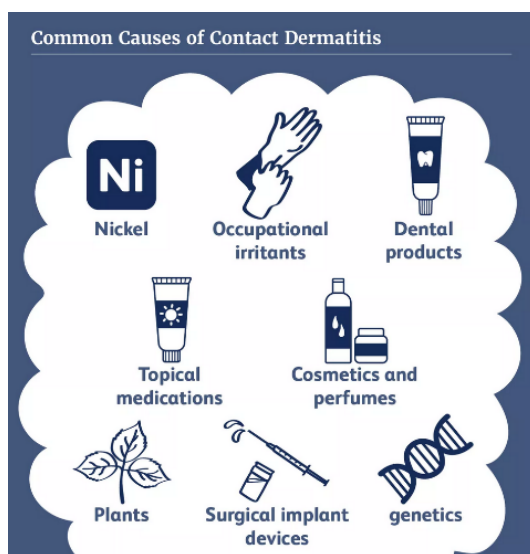 Common Causes of Contact Dermatitis
Ni
Nickel
Occupational
irritants
Dental
products
Topical
medications
Cosmetics and
perfumes
Plants
Surgical implant
devices
genetics